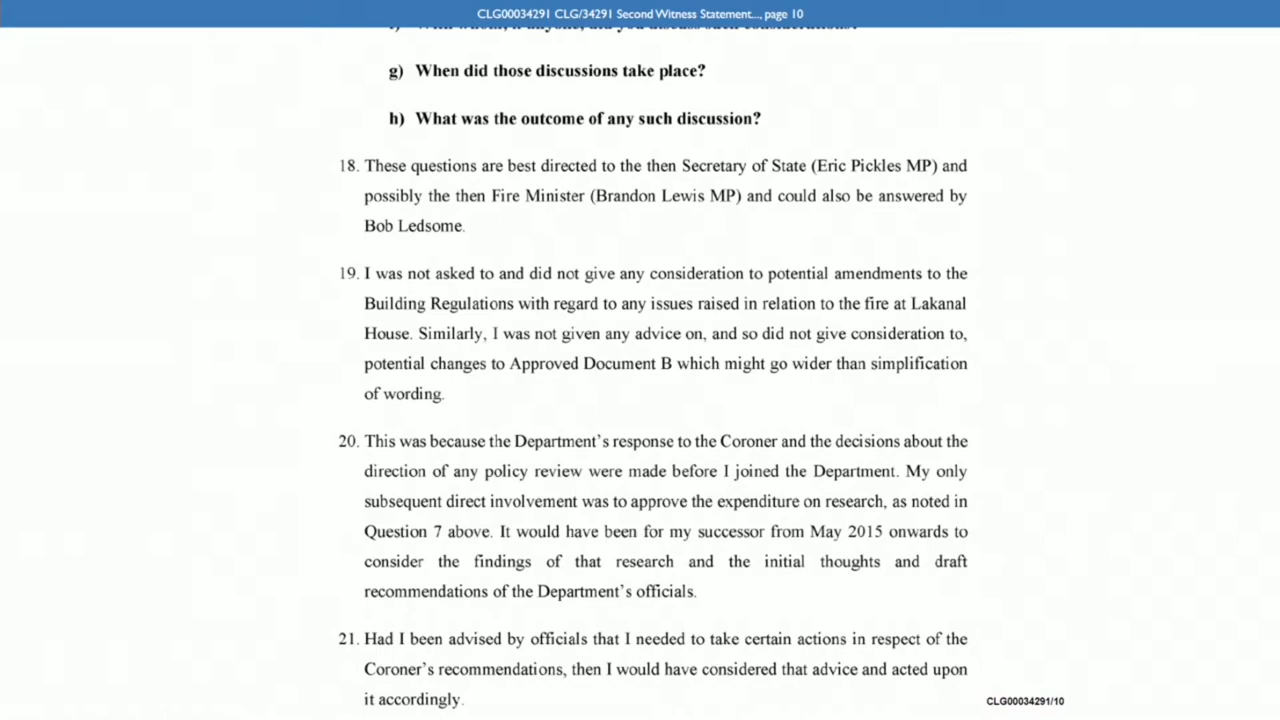 CLG00034291 CLG/34291 Second Witness Statement..., page 10
g) When did those discussions take place?
h) What was the outcome of any such discussion?
18. These questions are best directed to the then Secretary of State (Eric Pickles MP) and
possibly the then Fire Minister (Brandon Lewis MP) and could also be answered by
Bob Ledsome.
19. I was not asked to and did not give any consideration to potential amendments to the
Building Regulations with regard to any issues raised in relation to the fire at Lakanal
House. Similarly, I was not given any advice on, and so did not give consideration to,
potential changes to Approved Document B which might go wider than simplification
of wording.
20. This was because the Department's response to the Coroner and the decisions about the
direction of any policy review were made before I joined the Department. My only
subsequent direct involvement was to approve the expenditure on research, as noted in
Question 7 above. It would have been for my successor from May 2015 onwards to
consider the findings of that research and the initial thoughts and draft
recommendations of the Department's officials.
21. Had I been advised by officials that I needed to take certain actions in respect of the
Coroner's recommendations, then I would have considered that advice and acted upon
it accordingly.
CLG00034291/10